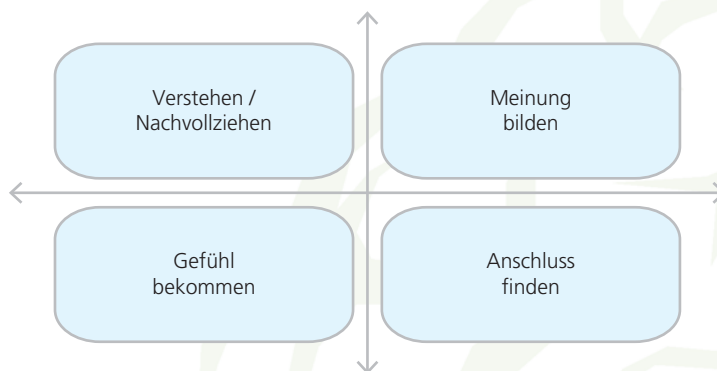 Verstehen /
Nachvollziehen
Meinung
bilden
Gefühl
bekommen
Anschluss
finden